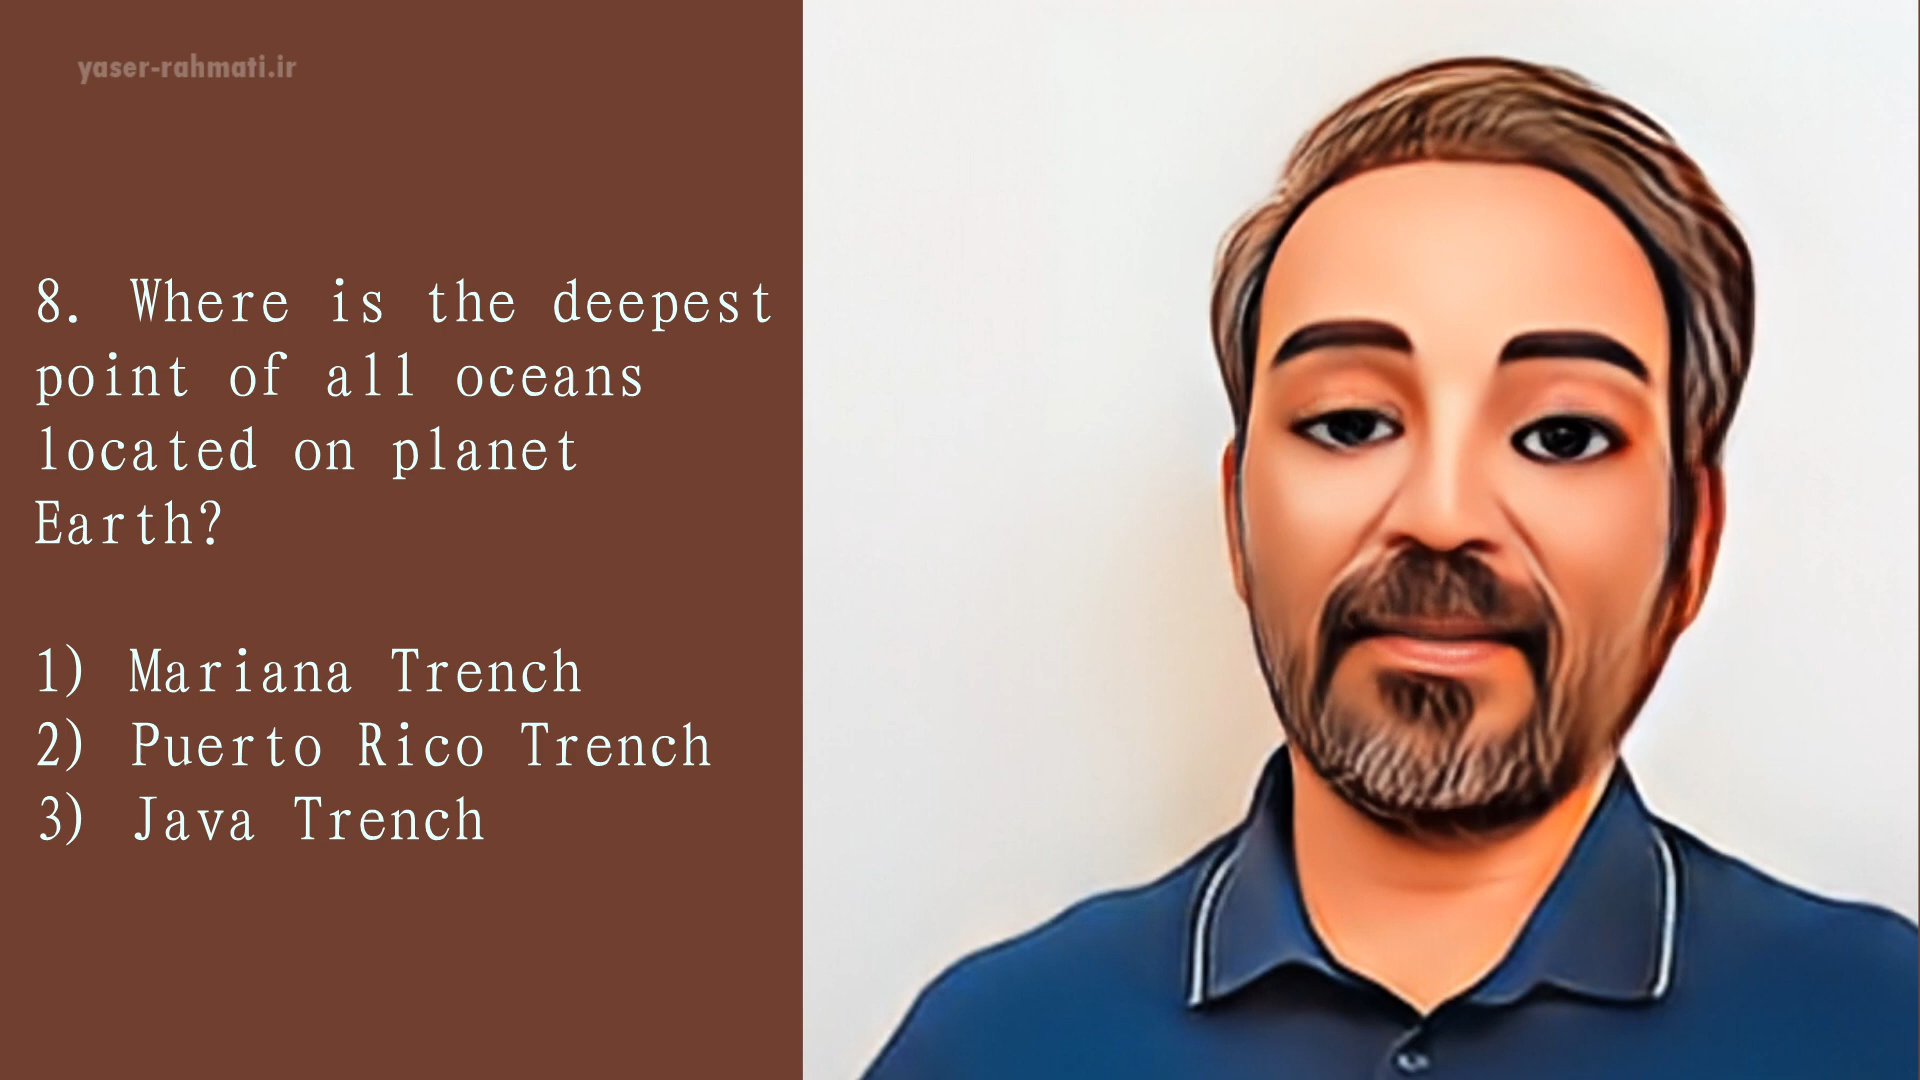 yaser-rahmati.ir
8. Where is the deepest
point of all oceans
located on planet
Earth?
1) Mariana Trench
2) Puerto Rico Trench
3) Java Trench